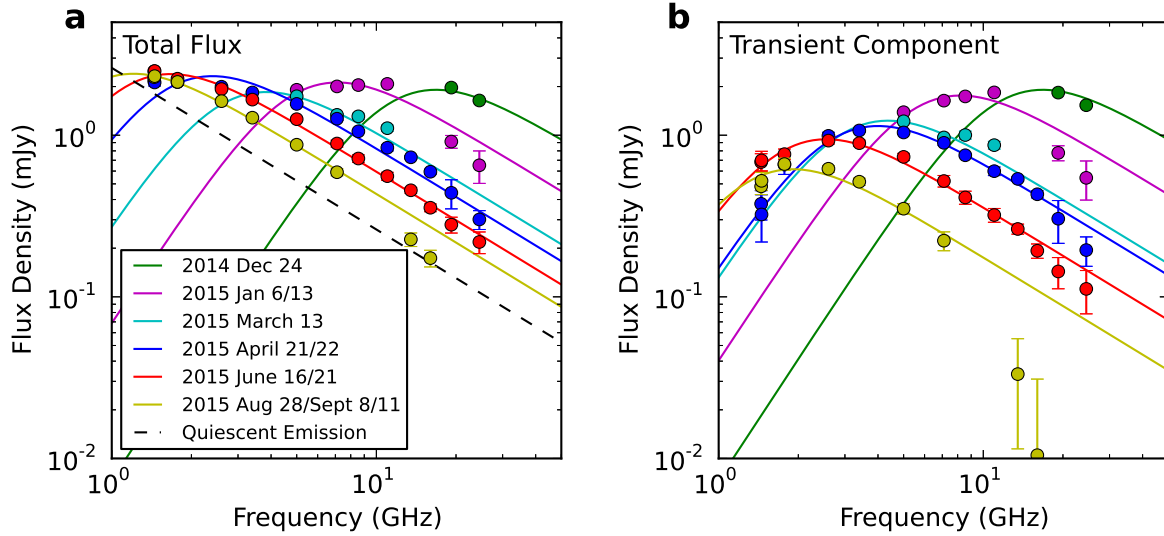 a
Total Flux
Flux Density (mJy)
10^0
10^-1
10^-2
2014 Dec 24
2015 Jan 6/13
2015 March 13
2015 April 21/22
2015 June 16/21
2015 Aug 28/Sept 8/11
Quiescent Emission
10^0
10^1
Frequency (GHz)
b
Transient Component
Flux Density (mJy)
10^0
10^-1
10^-2
10^0
10^1
Frequency (GHz)